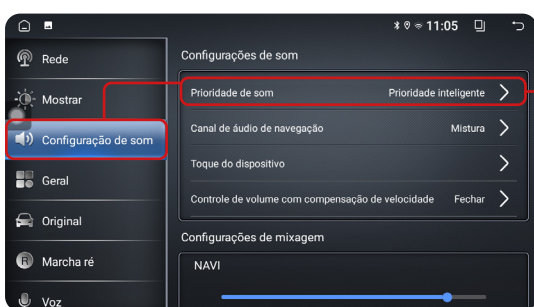 11:05
Rede
Mostrar
Configuração de som
Geral
Original
Marcha ré
Voz
Configurações de som
Prioridade de som Prioridade inteligente
Canal de áudio de navegação Mistura
Toque do dispositivo
Controle de volume com compensação de velocidade Fechar
Configurações de mixagem
NAVI